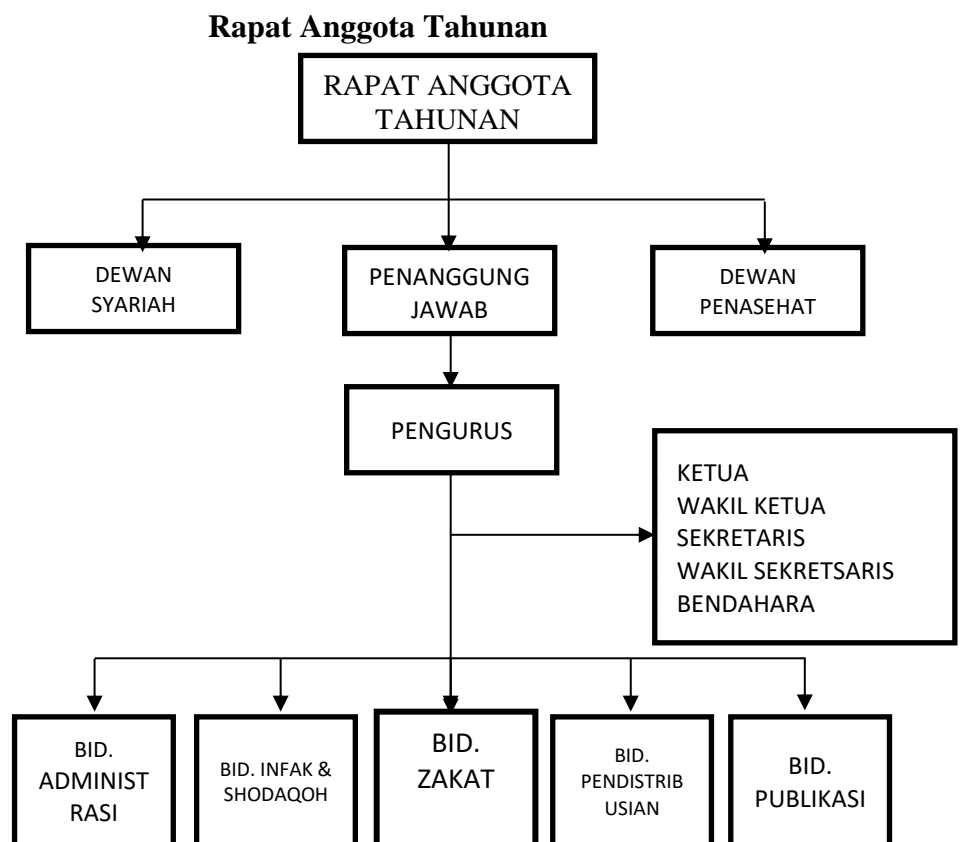 Rapat Anggota Tahunan
RAPAT ANGGOTA
TAHUNAN
DEWAN
SYARIAH
PENANGGUNG
JAWAB
DEWAN
PENASEHAT
PENGURUS
KETUA
WAKIL KETUA
SEKRETARIS
WAKIL SEKRETSARIS
BENDAHARA
BID.
ADMINIST
RASI
BID. INFAK &
SHODAQOH
BID.
ZAKAT
BID.
PENDISTRIB
USIAN
BID.
PUBLIKASI